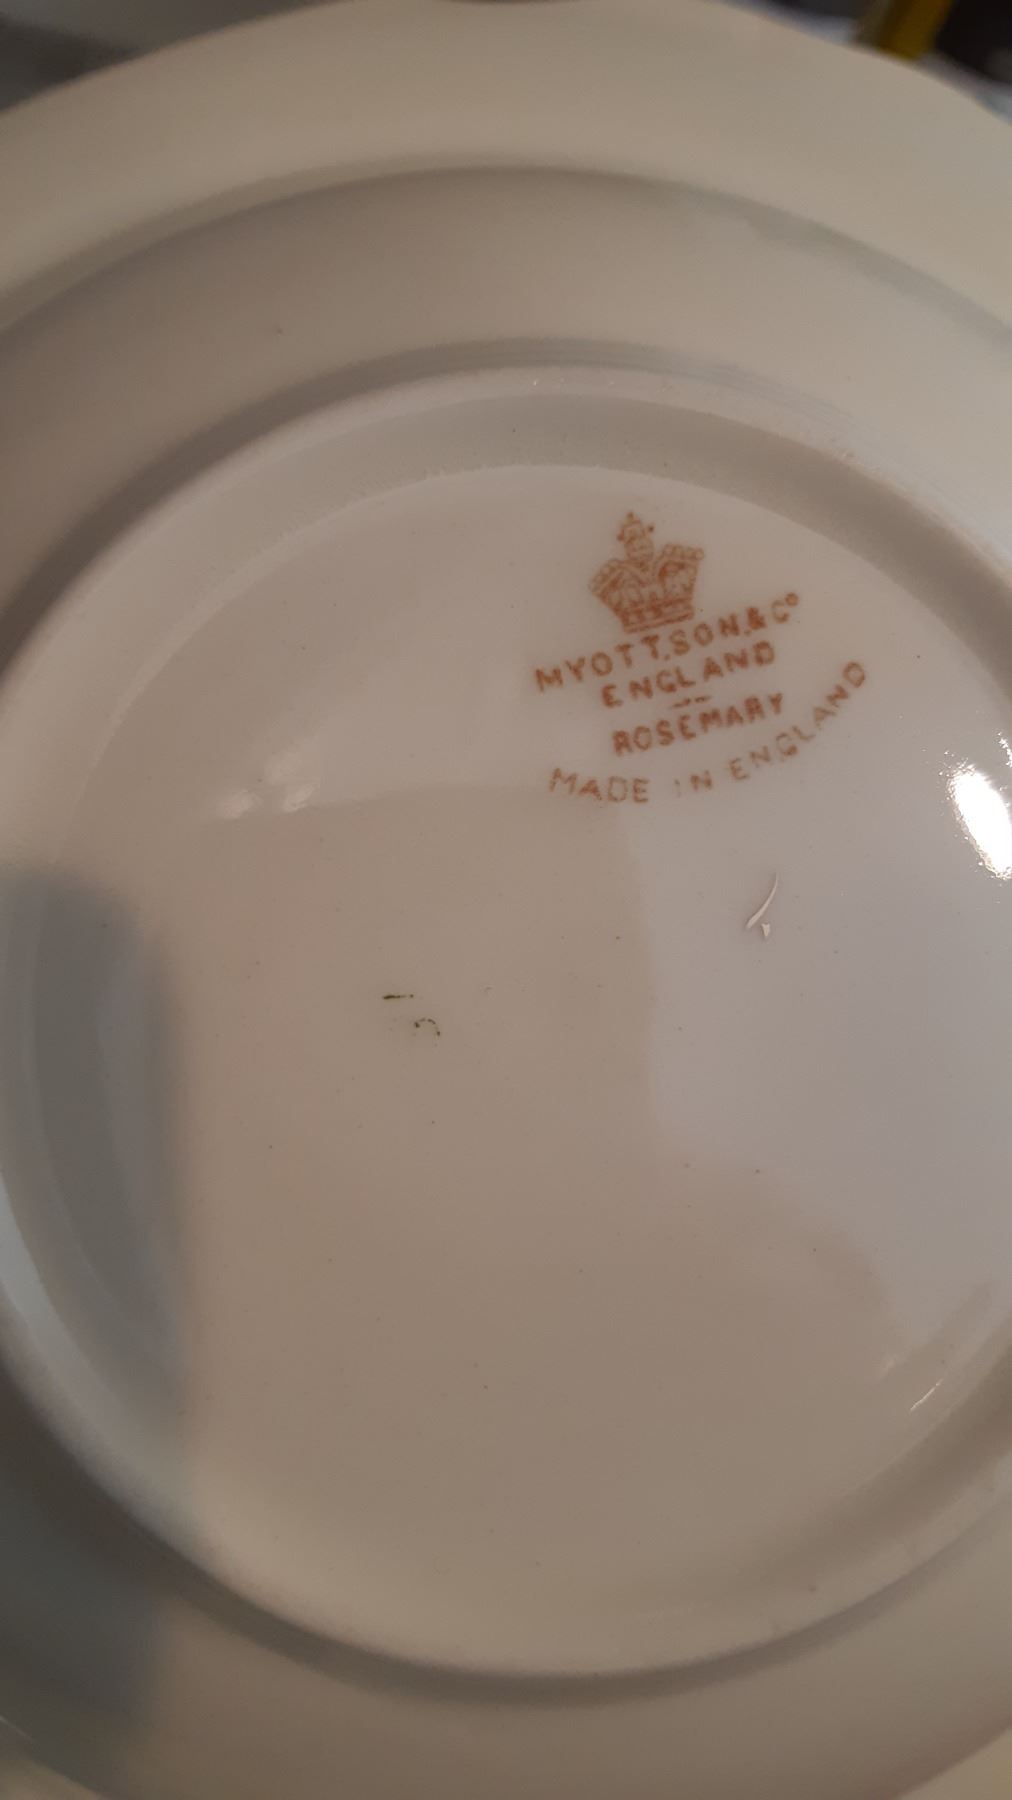 MYOTT, SON, & Co
ENGLAND
ROSEMARY
MADE IN ENGLAND